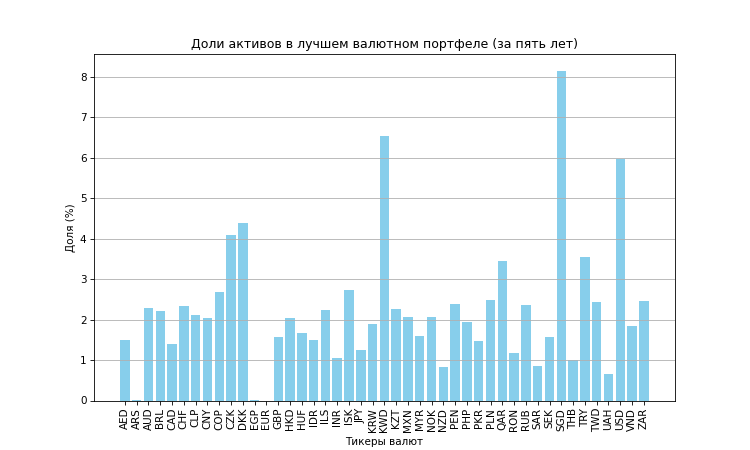 Доли активов в лучшем валютном портфеле (за пять лет)
Доля (%)
8
7
6
5
4
3
2
1
0
AED ARS AUD BRL CAD CHF CLP CNY COP CZK DKK EGP EUR GBP HKD HUF IDR ILS INR ISK JPY KRW KWD KZT MXN MYR NOK NZD PEN PHP PKR PLN QAR RON RUB SAR SEK SGD THB TRY TWD UAH USD VND ZAR
Тикеры валют